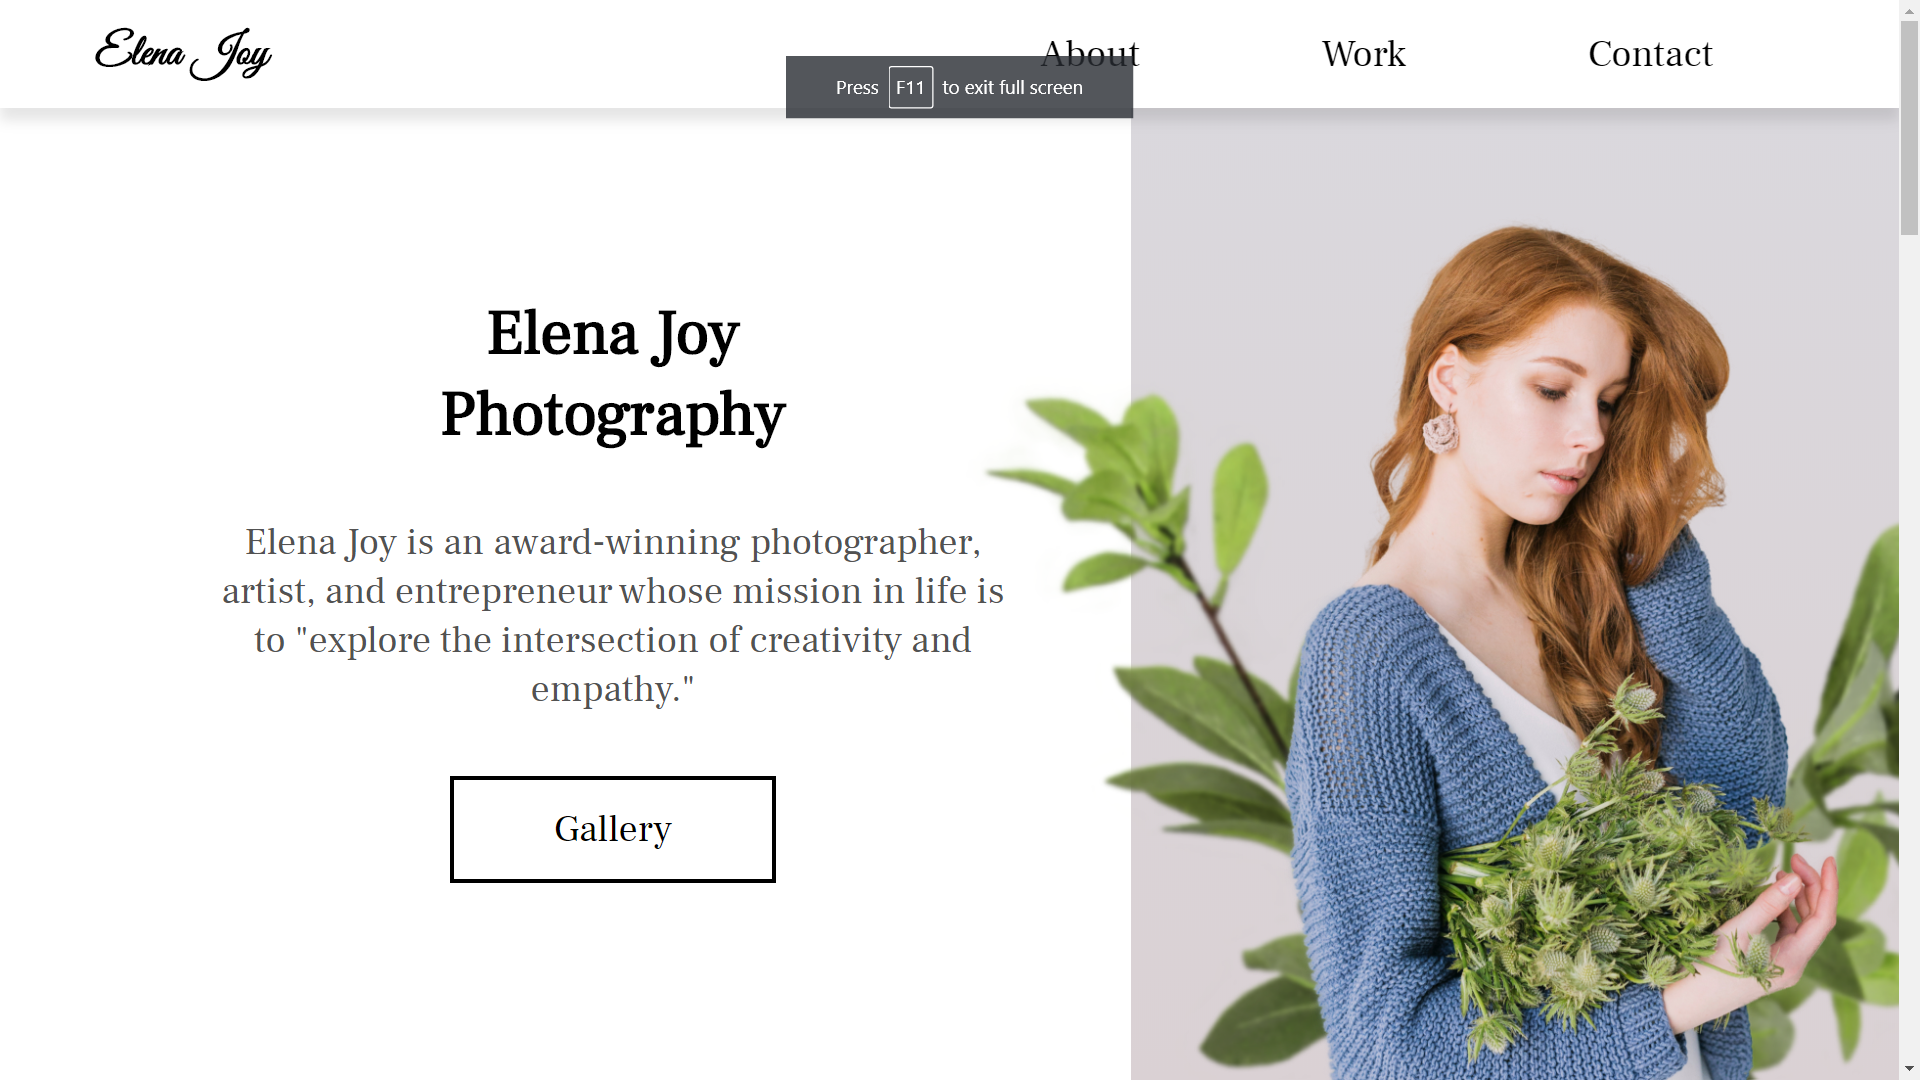 Elena Joy
About
Work
Contact
Press F11 to exit full screen
Elena Joy
Photography
Elena Joy is an award-winning photographer,
artist, and entrepreneur whose mission in life is
to "explore the intersection of creativity and
empathy."
Gallery